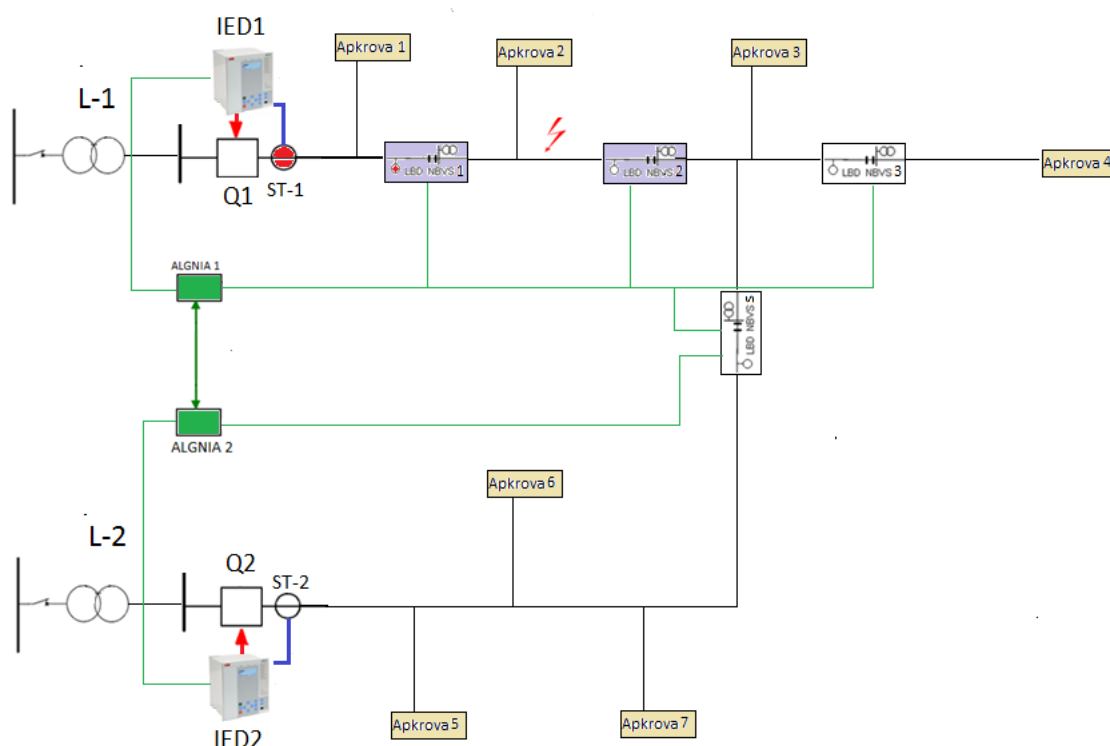 IED1
Apkrova 1
Apkrova 2
Apkrova 3
L-1
Q1
ST-1
LBD NBVS 1
LBD NBVS 2
LBD NBVS 3
Apkrova 4
ALGNIA 1
LBD NBVS 5
ALGNIA 2
Apkrova 6
L-2
Q2
ST-2
Apkrova 5
Apkrova 7
IED2